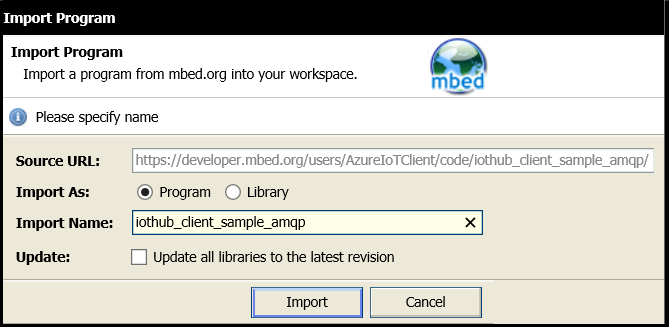 Import Program
Import Program
Import a program from mbed.org into your workspace.
mbed
Please specify name
Source URL: https://developer.mbed.org/users/AzureIoTClient/code/iothub_client_sample_amqp/
Import As: Program Library
Import Name: iothub_client_sample_amqp
Update: Update all libraries to the latest revision
Import Cancel